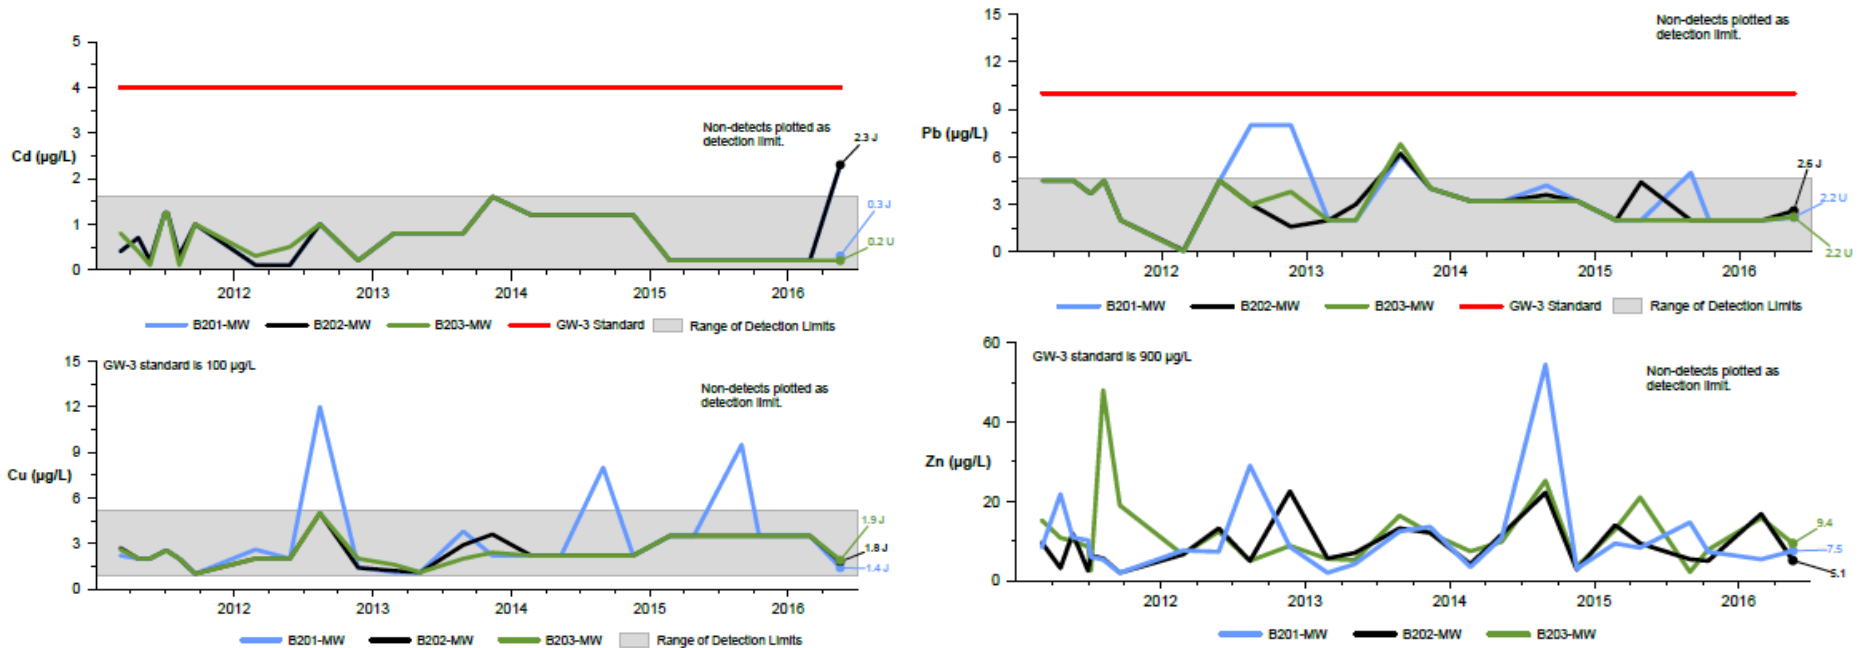 5
4
3
2
1
0
Cd (µg/L)
Non-detects plotted as
detection limit.
2.3 J
0.3 J
0.2 U
2012
2013
2014
2015
2016
B201-MW
B202-MW
B203-MW
GW-3 Standard
Range of Detection Limits
15
12
9
6
3
0
Pb (µg/L)
Non-detects plotted as
detection limit.
2.6 J
2.2 U
2.2 U
2012
2013
2014
2015
2016
B201-MW
B202-MW
B203-MW
GW-3 Standard
Range of Detection Limits
15
12
9
6
3
0
Cu (µg/L)
GW-3 standard is 100 µg/L
Non-detects plotted as
detection limit.
1.9 J
1.8 J
1.4 J
2012
2013
2014
2015
2016
B201-MW
B202-MW
B203-MW
Range of Detection Limits
60
40
20
0
Zn (µg/L)
GW-3 standard is 900 µg/L
Non-detects plotted as
detection limit.
9.4
7.5
5.1
2012
2013
2014
2015
2016
B201-MW
B202-MW
B203-MW